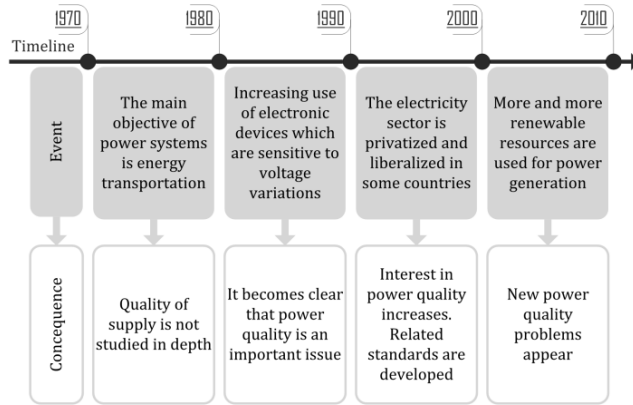 1970
1980
1990
2000
2010
Timeline
Event
The main
objective of
power systems
is energy
transportation
Increasing use
of electronic
devices which
are sensitive to
voltage
variations
The electricity
sector is
privatized and
liberalized in
some countries
More and more
renewable
resources are
used for power
generation
Concequence
Quality of
supply is not
studied in depth
It becomes clear
that power
quality is an
important issue
Interest in
power quality
increases.
Related
standards are
developed
New power
quality
problems
appear